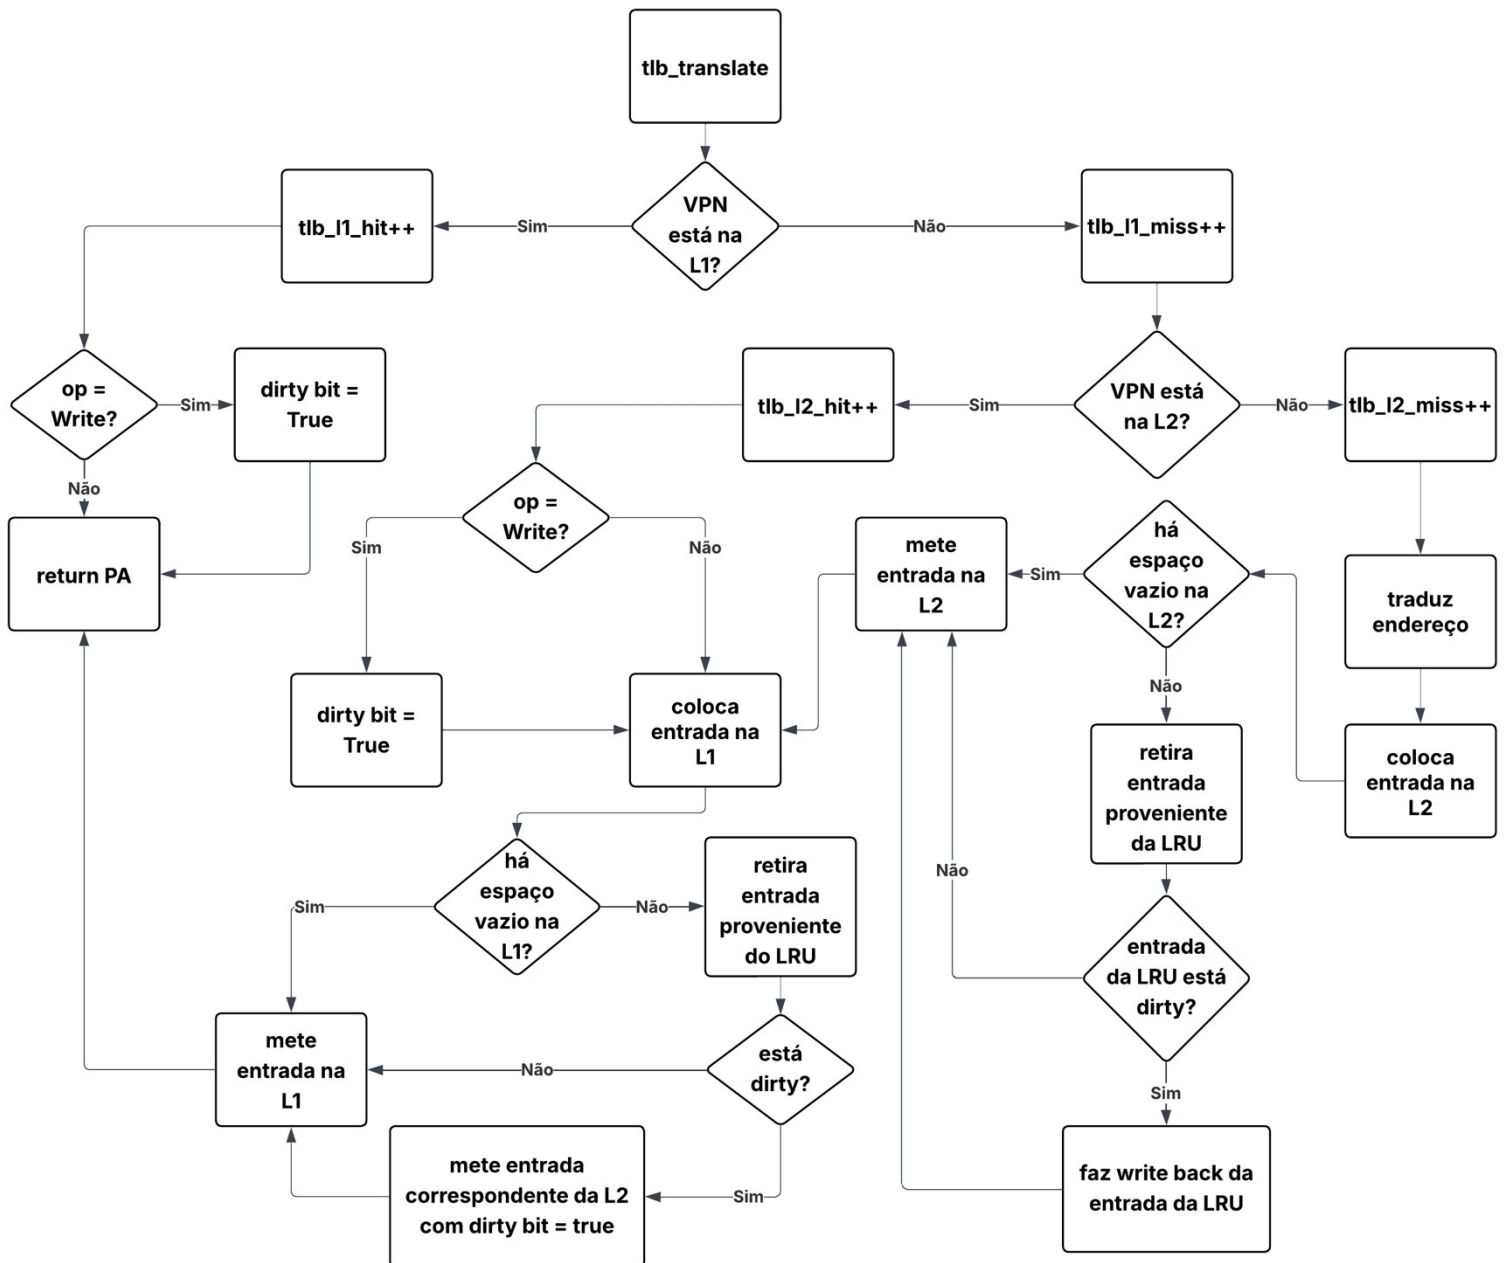 tlb_translate
VPN
está na
L1?
Sim
Não
tlb_l1_hit++
tlb_l1_miss++
op =
Write?
Sim
dirty bit =
True
Não
return PA
VPN está
na L2?
Sim
Não
tlb_l2_hit++
tlb_l2_miss++
op =
Write?
Sim
Não
dirty bit =
True
coloca
entrada na
L1
traduz
endereço
coloca
entrada na
L2
há
espaço
vazio na
L2?
Sim
mete
entrada na
L2
Não
retira
entrada
proveniente
da LRU
entrada
da LRU está
dirty?
Não
Sim
faz write back da
entrada da LRU
há
espaço
vazio na
L1?
Sim
Não
retira
entrada
proveniente
do LRU
está
dirty?
Não
Sim
mete
entrada na
L1
mete entrada
correspondente da L2
com dirty bit = true